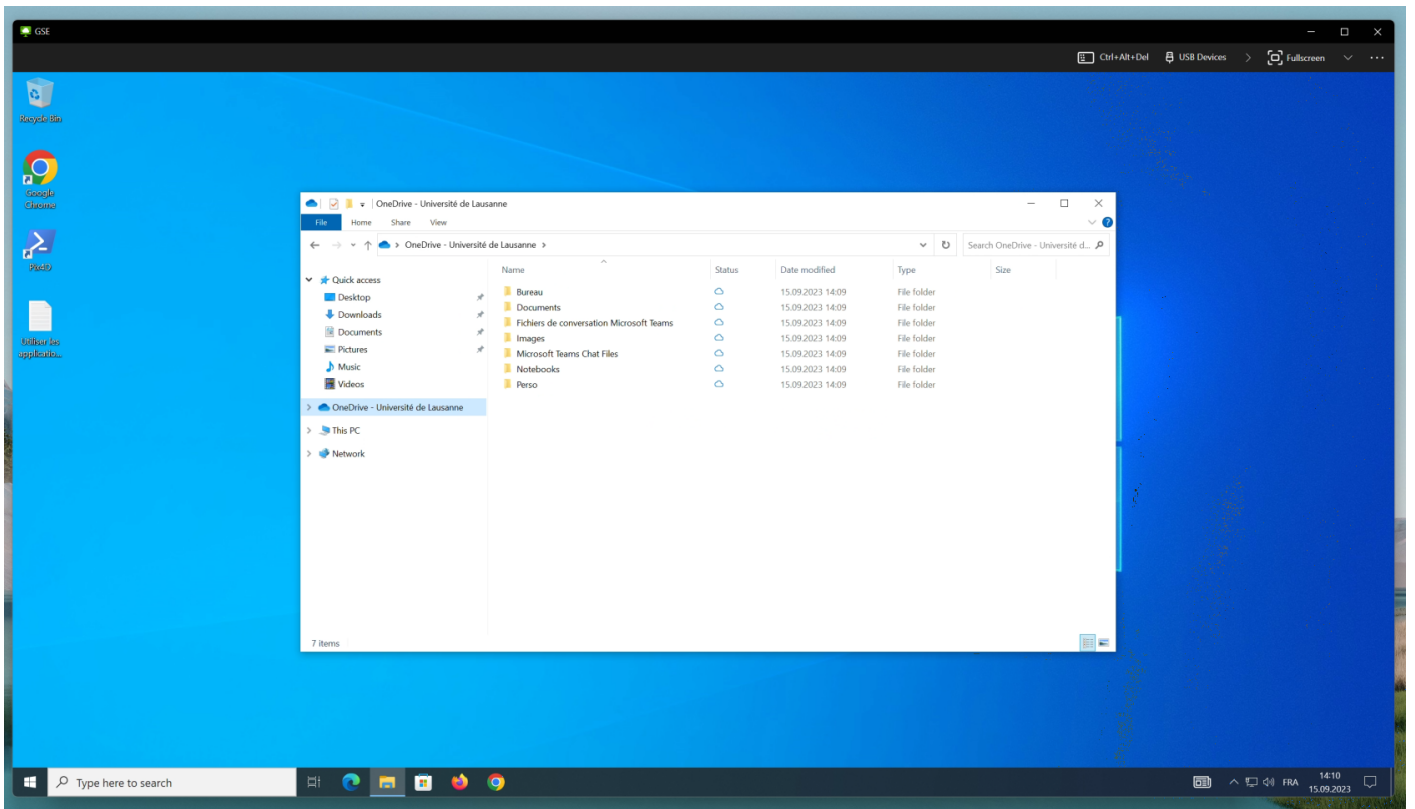 GSE
Ctrl+Alt+Del USB Devices Fullscreen
Recycle Bin
Google
Chrome
Pix4D
Utiliser les
applicatio...
OneDrive - Université de Lausanne
File Home Share View
OneDrive - Université de Lausanne
Search OneDrive - Université d...
Quick access
Desktop
Downloads
Documents
Pictures
Music
Videos
OneDrive - Université de Lausanne
This PC
Network
Name Status Date modified Type Size
Bureau 15.09.2023 14:09 File folder
Documents 15.09.2023 14:09 File folder
Fichiers de conversation Microsoft Teams 15.09.2023 14:09 File folder
Images 15.09.2023 14:09 File folder
Microsoft Teams Chat Files 15.09.2023 14:09 File folder
Notebooks 15.09.2023 14:09 File folder
Perso 15.09.2023 14:09 File folder
7 items
Type here to search
FRA
14:10
15.09.2023